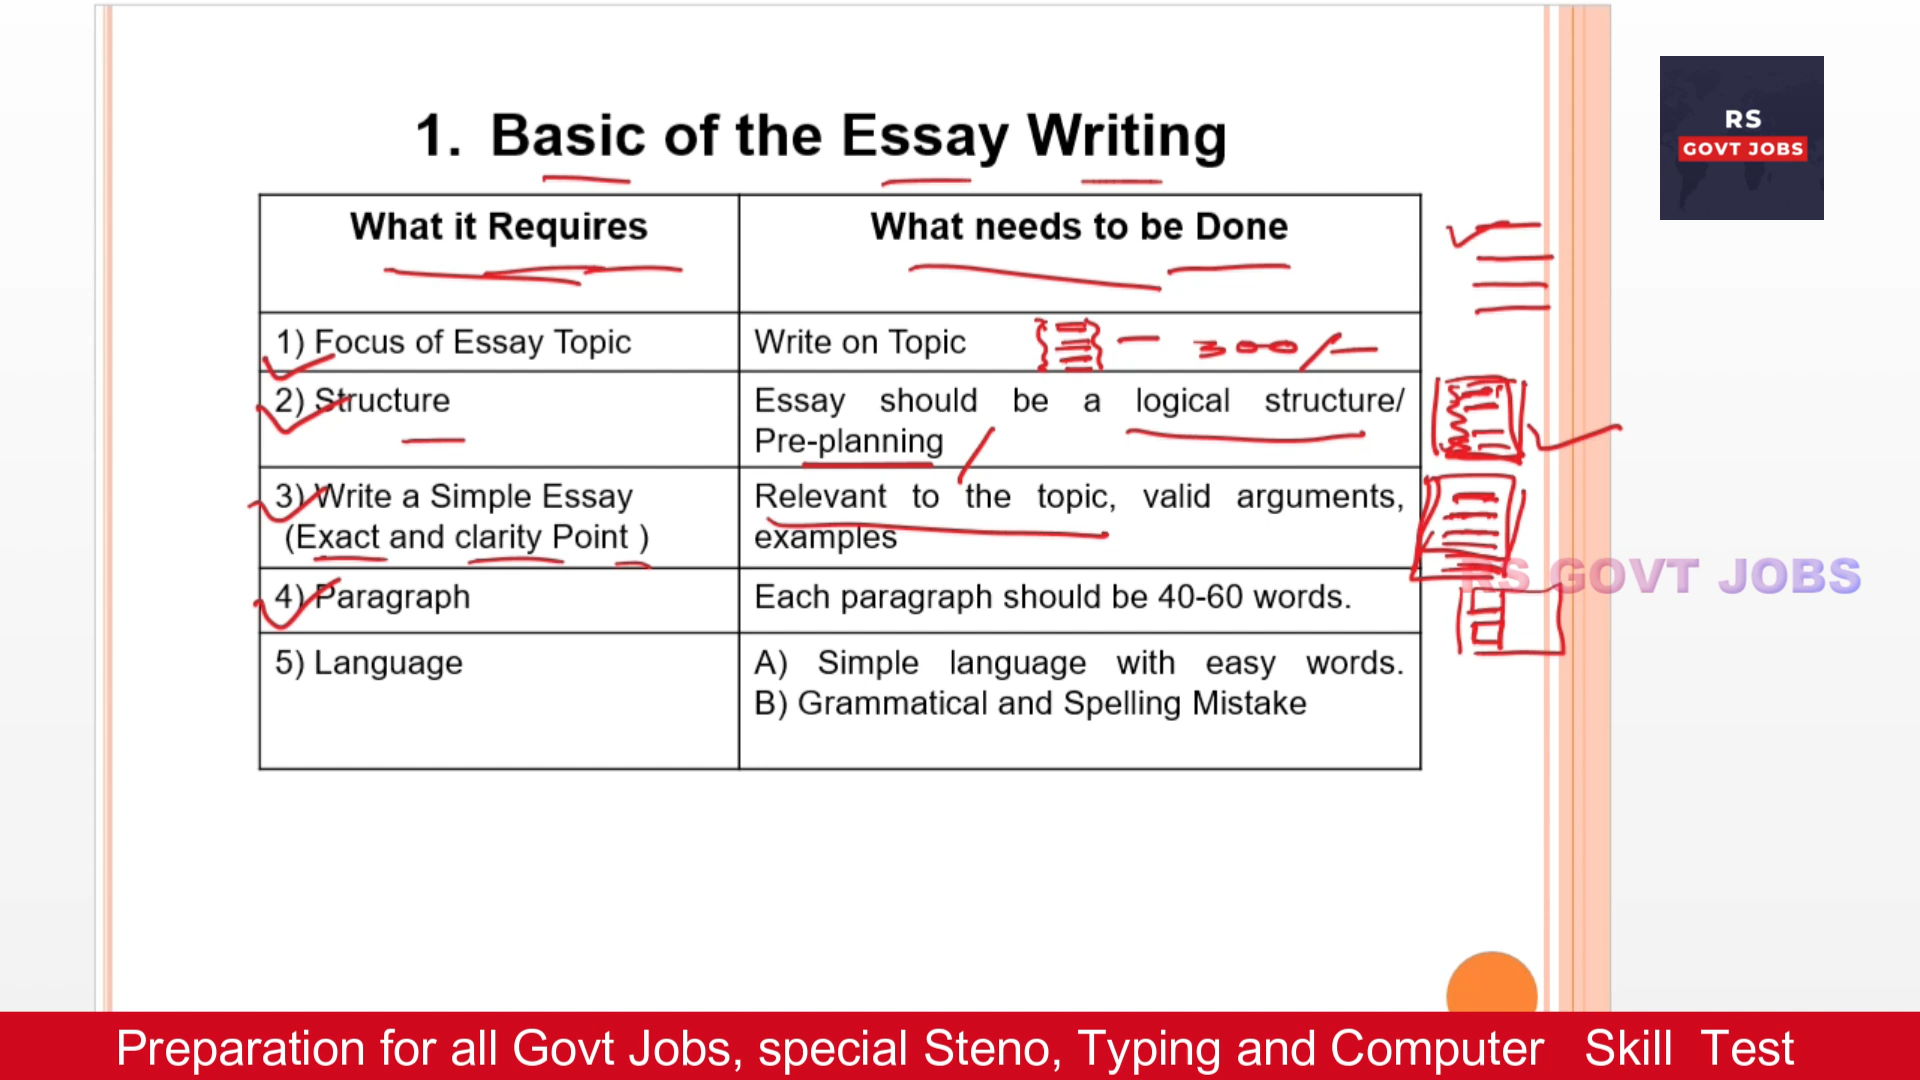 1. Basic of the Essay Writing
RS
GOVT JOBS
What it Requires
What needs to be Done
1) Focus of Essay Topic
Write on Topic
300/-
2) Structure
Essay should be a logical structure/
Pre-planning
3) Write a Simple Essay
(Exact and clarity Point )
Relevant to the topic, valid arguments,
examples
RS GOVT JOBS
4) Paragraph
Each paragraph should be 40-60 words.
5) Language
A) Simple language with easy words.
B) Grammatical and Spelling Mistake
Preparation for all Govt Jobs, special Steno, Typing and Computer Skill Test